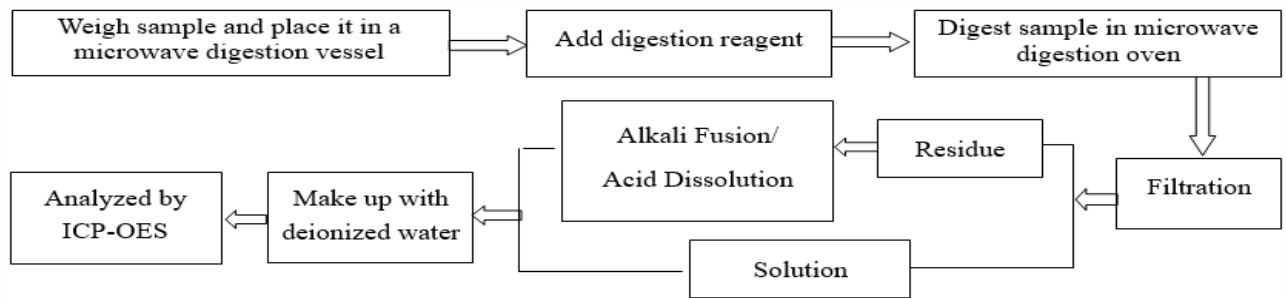 Weigh sample and place it in a
microwave digestion vessel
Add digestion reagent
Digest sample in microwave
digestion oven
Filtration
Residue
Solution
Alkali Fusion/
Acid Dissolution
Make up with
deionized water
Analyzed by
ICP-OES